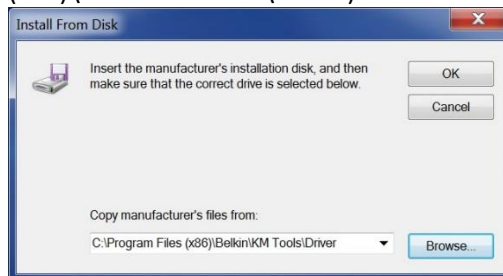 Install From Disk
Insert the manufacturer's installation disk, and then
make sure that the correct drive is selected below.
OK
Cancel
Copy manufacturer's files from:
C:\Program Files (x86)\Belkin\KM Tools\Driver
Browse...